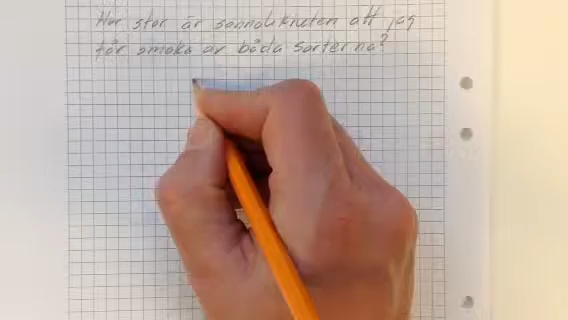 Hur stor är sannolikheten att jag
får smaka av båda sorterna?